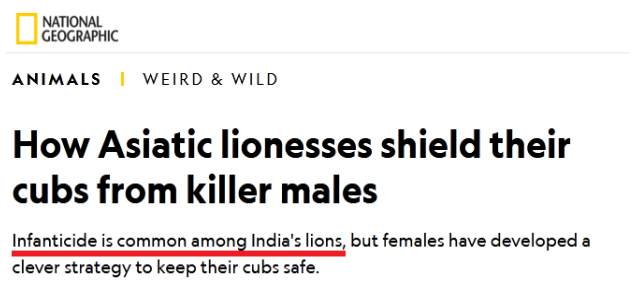 NATIONAL
GEOGRAPHIC
ANIMALS | WEIRD & WILD
How Asiatic lionesses shield their
cubs from killer males
Infanticide is common among India's lions, but females have developed a
clever strategy to keep their cubs safe.